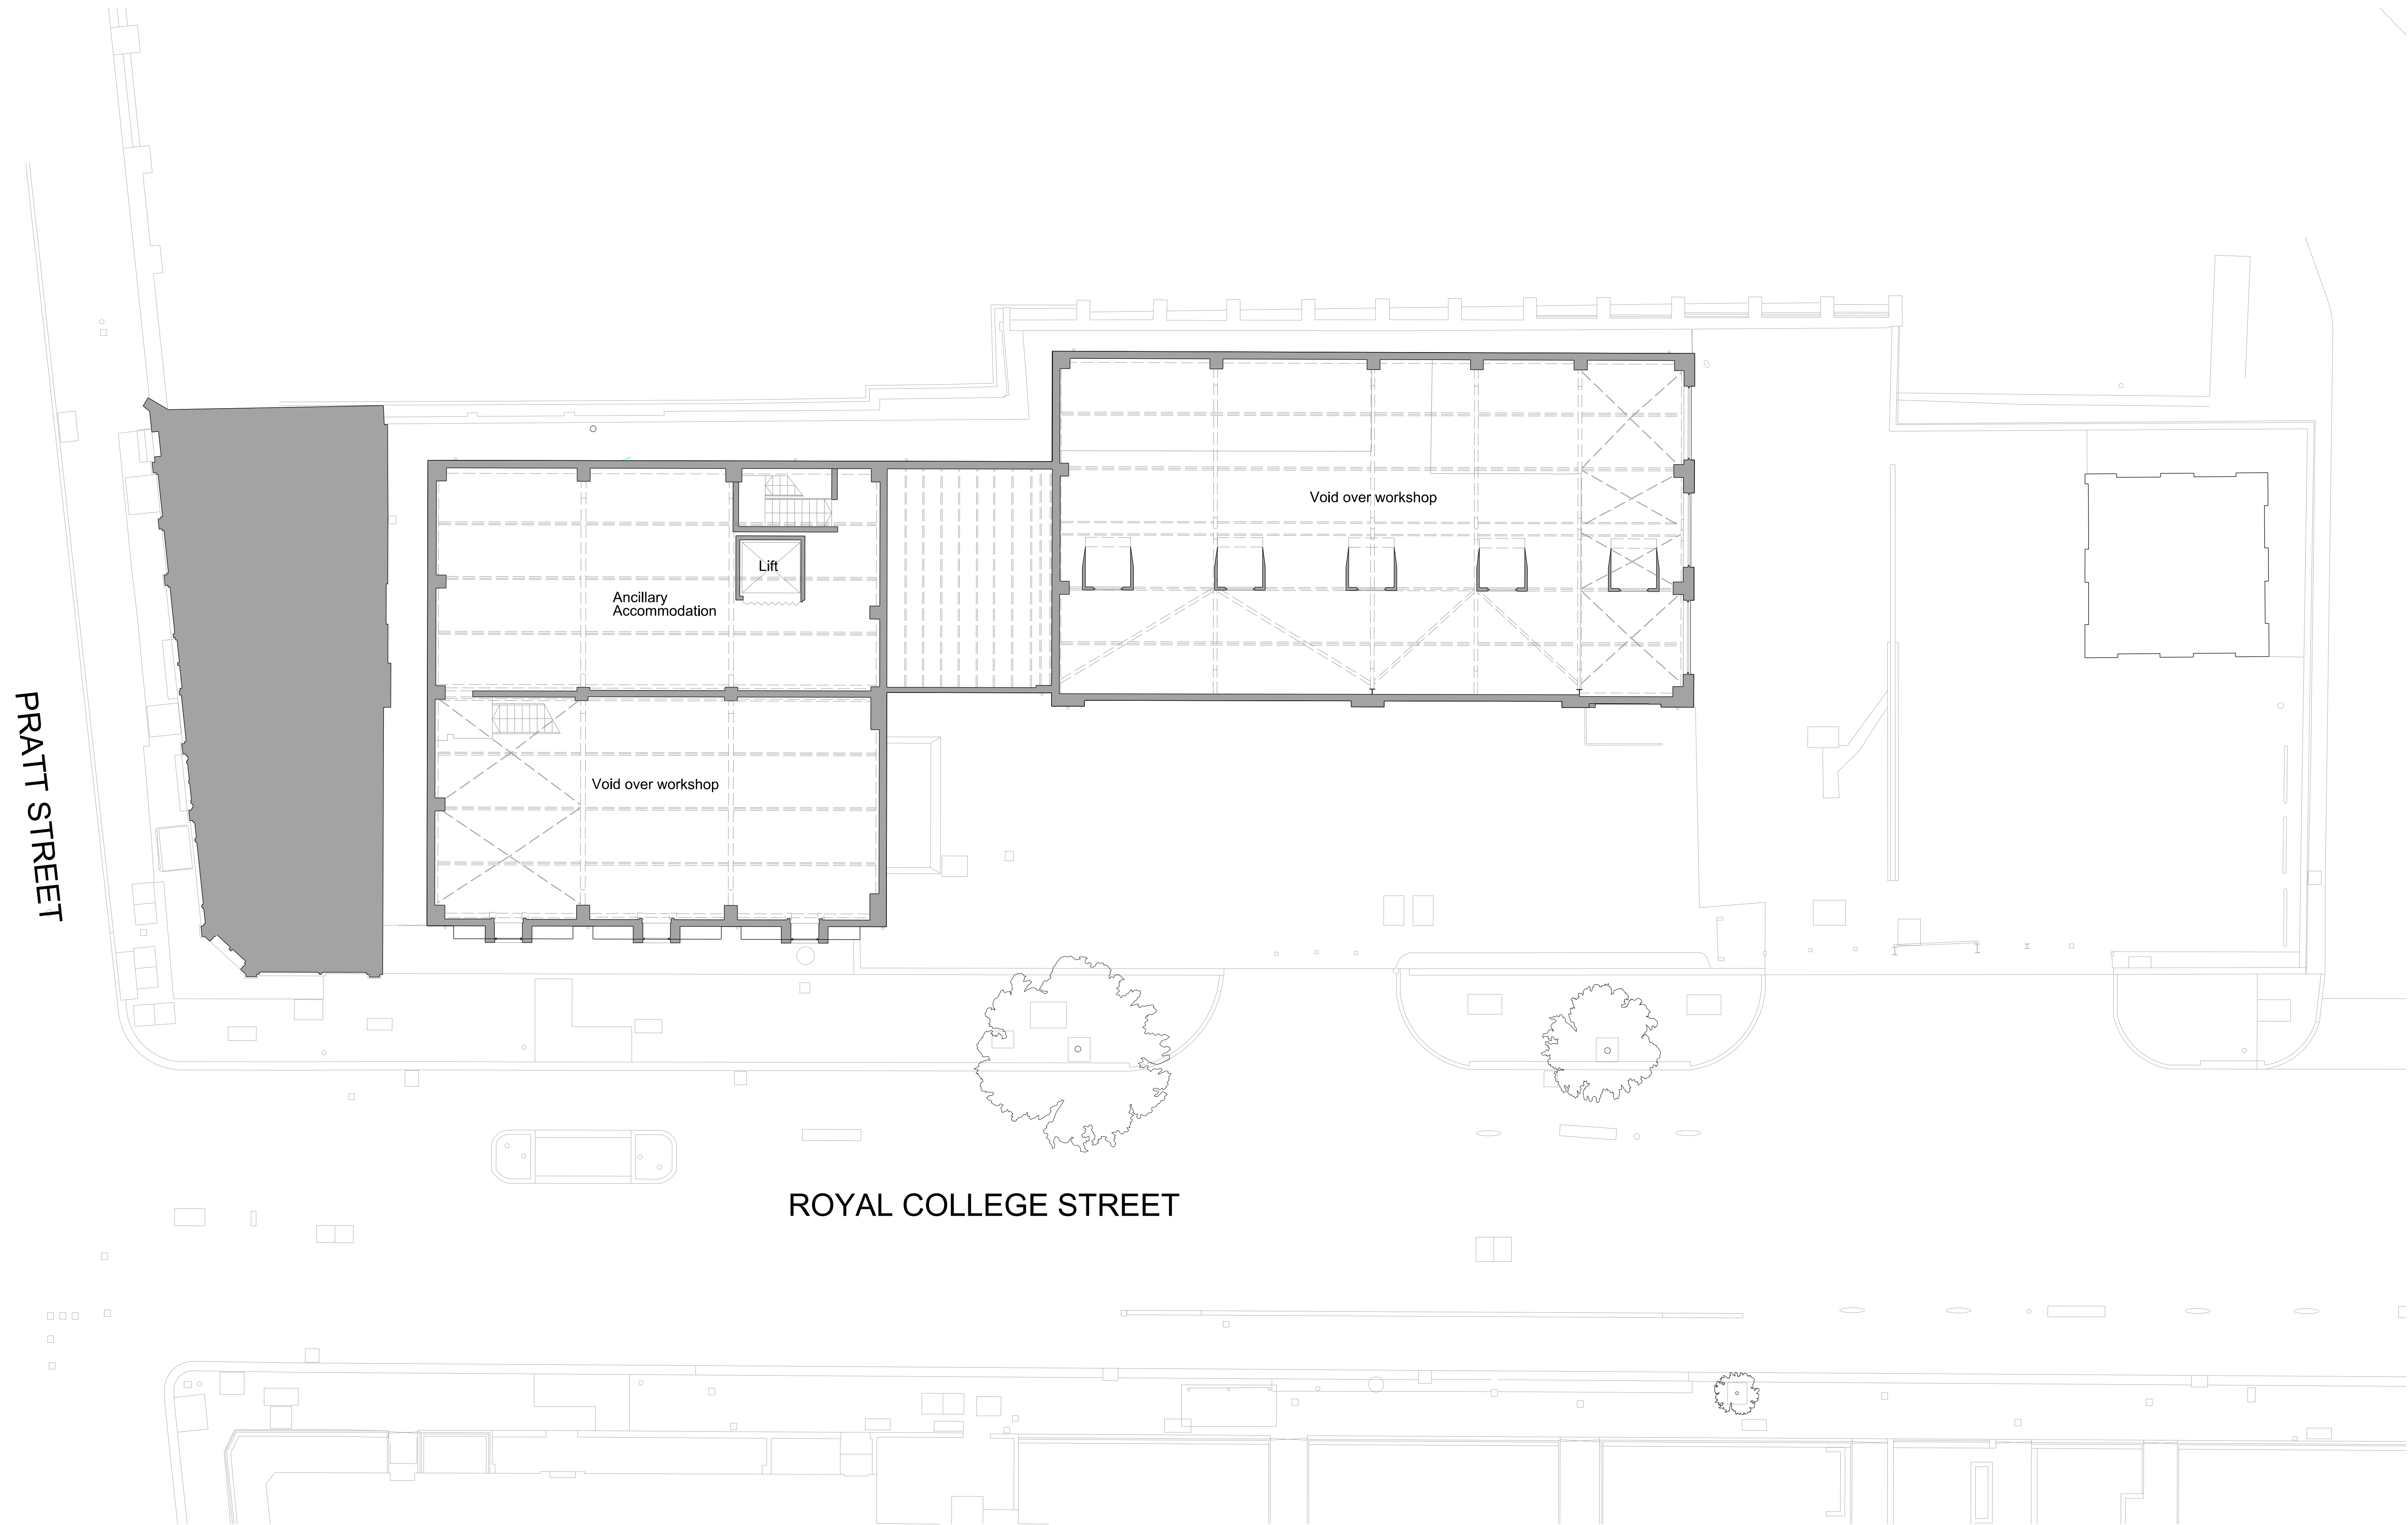 Void over workshop
Lift
Ancillary
Accommodation
Void over workshop
PRATT STREET
ROYAL COLLEGE STREET